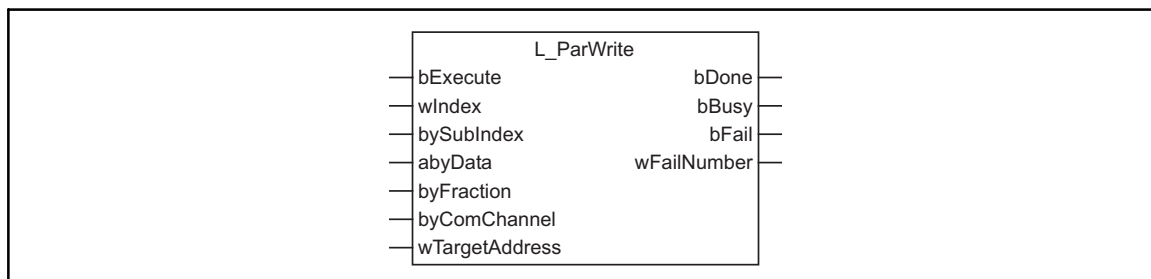 L_ParWrite
bExecute bDone
wIndex bBusy
bySubIndex bFail
abyData wFailNumber
byFraction
byComChannel
wTargetAddress